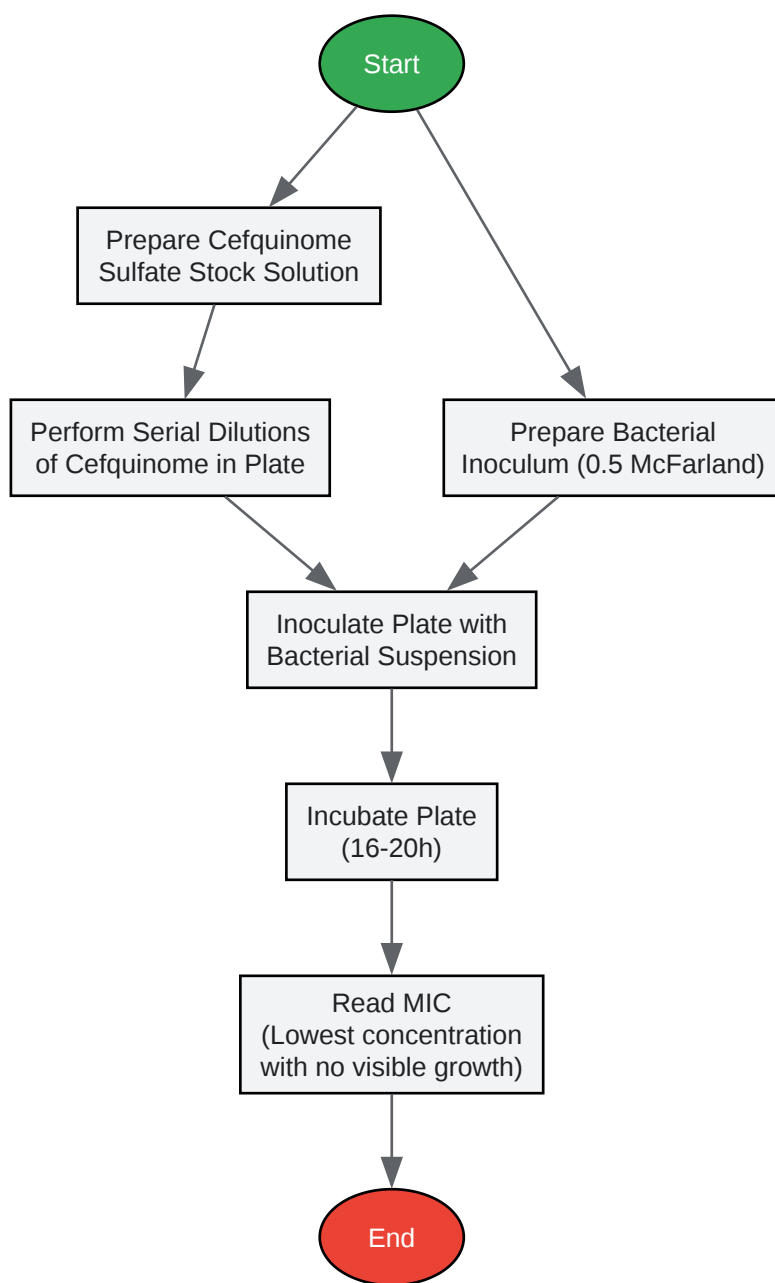 Start
Prepare Cefquinome
Sulfate Stock Solution
Perform Serial Dilutions
of Cefquinome in Plate
Prepare Bacterial
Inoculum (0.5 McFarland)
Inoculate Plate with
Bacterial Suspension
Incubate Plate
(16-20h)
Read MIC
(Lowest concentration
with no visible growth)
End